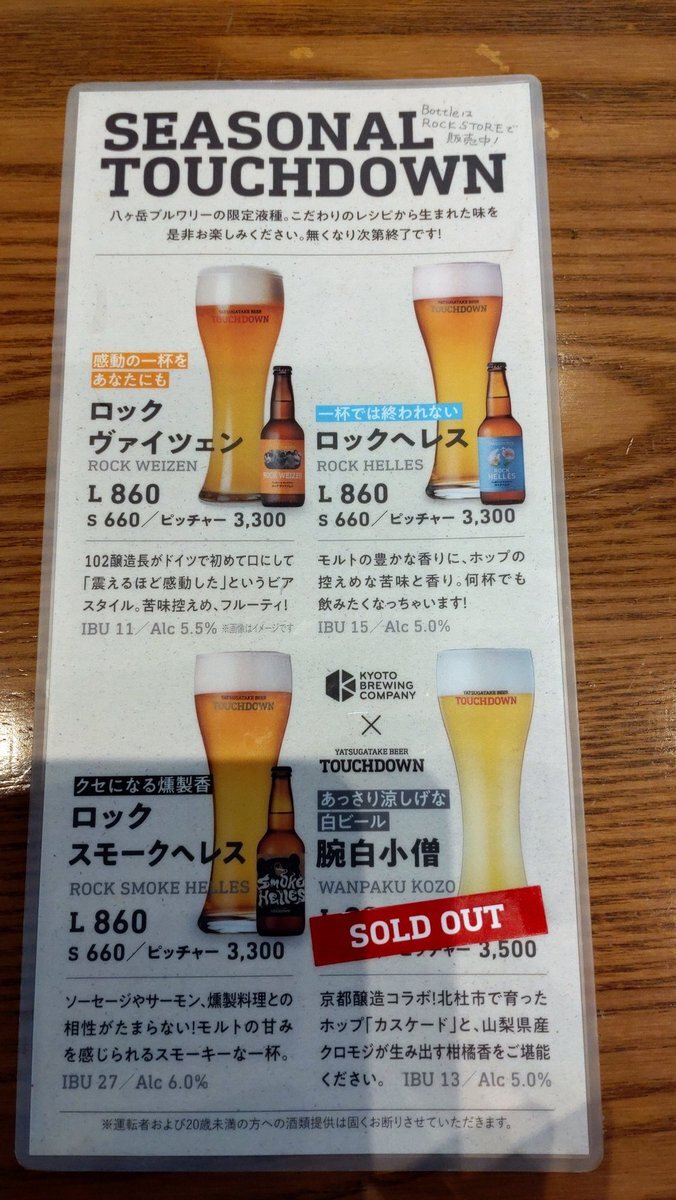 SEASONAL
TOUCHDOWN
Bottleは
ROCK STOREで
販売中!
八ヶ岳ブルワリーの限定液種。こだわりのレシピから生まれた味を
是非お楽しみください。無くなり次第終了です!
YATSUGATAKE BEER
TOUCHDOWN
感動の一杯を
あなたにも
ロック
ヴァイツェン
ROCK WEIZEN
ROCK WEIZEN
L 860
S 660/ピッチャー 3,300
102醸造長がドイツで初めて口にして
「震えるほど感動した」というビア
スタイル。苦味控えめ、フルーティ!
IBU 11/Alc 5.5% ※画像はイメージです
YATSUGATAKE BEER
TOUCHDOWN
一杯では終われない
ロックヘレス
ROCK HELLES
ROCK
HELLES
L 860
S 660/ピッチャー 3,300
モルトの豊かな香りに、ホップの
控えめな苦味と香り。何杯でも
飲みたくなっちゃいます!
IBU 15/Alc 5.0%
YATSUGATAKE BEER
TOUCHDOWN
クセになる燻製香
ロック
スモークヘレス
ROCK SMOKE HELLES
SMOKE
HELLES
L 860
S 660/ピッチャー 3,300
ソーセージやサーモン、燻製料理との
相性がたまらない!モルトの甘み
を感じられるスモーキーな一杯。
IBU 27/Alc 6.0%
KYOTO
BREWING
COMPANY
×
YATSUGATAKE BEER
TOUCHDOWN
YATSUGATAKE BEER
TOUCHDOWN
あっさり涼しげな
白ビール
腕白小僧
WANPAKU KOZO
SOLD OUT
ピッチャー 3,500
京都醸造コラボ!北杜市で育った
ホップ「カスケード」と、山梨県産
クロモジが生み出す柑橘香をご堪能
ください。 IBU 13/Alc 5.0%
※運転者および20歳未満の方への酒類提供は固くお断りさせていただきます。